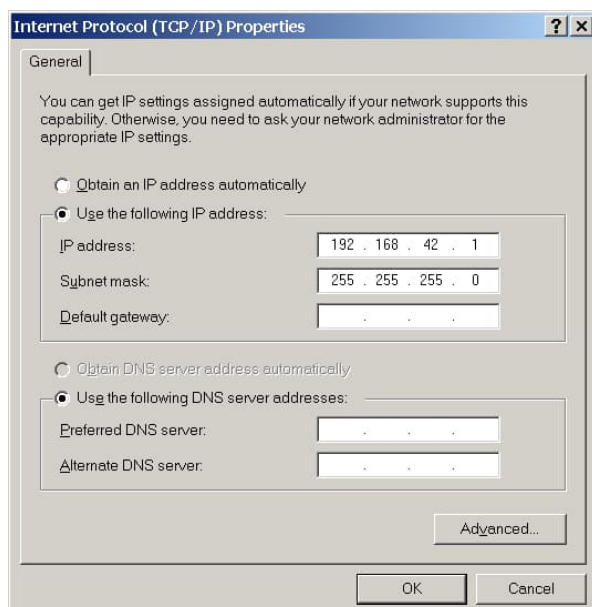 Internet Protocol (TCP/IP) Properties
General
You can get IP settings assigned automatically if your network supports this
capability. Otherwise, you need to ask your network administrator for the
appropriate IP settings.
Obtain an IP address automatically
Use the following IP address:
IP address: 192 . 168 . 42 . 1
Subnet mask: 255 . 255 . 255 . 0
Default gateway: . . .
Obtain DNS server address automatically
Use the following DNS server addresses:
Preferred DNS server: . . .
Alternate DNS server: . . .
Advanced...
OK Cancel